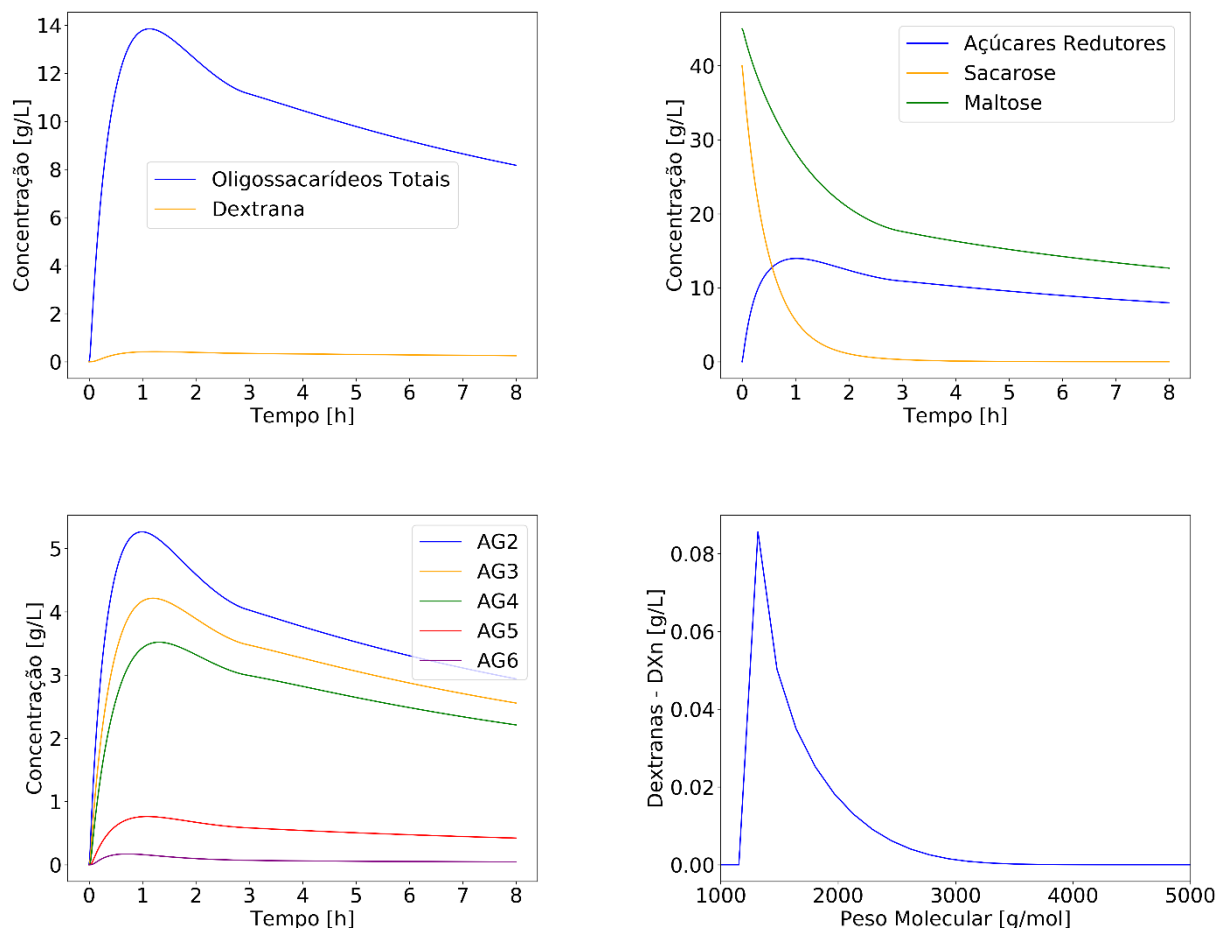 Concentração [g/L]
14
12
10
8
6
4
2
0
Oligossacarídeos Totais
Dextrana
0 1 2 3 4 5 6 7 8
Tempo [h]
Concentração [g/L]
40
30
20
10
0
Açúcares Redutores
Sacarose
Maltose
0 1 2 3 4 5 6 7 8
Tempo [h]
Concentração [g/L]
5
4
3
2
1
0
AG2
AG3
AG4
AG5
AG6
0 1 2 3 4 5 6 7 8
Tempo [h]
Dextranas - DXn [g/L]
0.08
0.06
0.04
0.02
0.00
1000 2000 3000 4000 5000
Peso Molecular [g/mol]